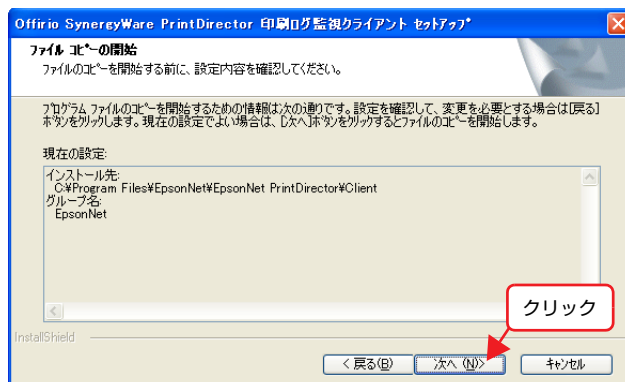 Offirio SynergyWare PrintDirector 印刷ログ監視クライアント セットアップ
ファイル コピーの開始
ファイルのコピーを開始する前に、設定内容を確認してください。
プログラム ファイルのコピーを開始するための情報は次の通りです。設定を確認して、変更を必要とする場合は[戻る]
ボタンをクリックします。現在の設定でよい場合は、[次へ]ボタンをクリックするとファイルのコピーを開始します。
現在の設定:
インストール先:
C:¥Program Files¥EpsonNet¥EpsonNet PrintDirector¥Client
グループ名:
EpsonNet
クリック
InstallShield
< 戻る(B)
次へ (N)>
キャンセル